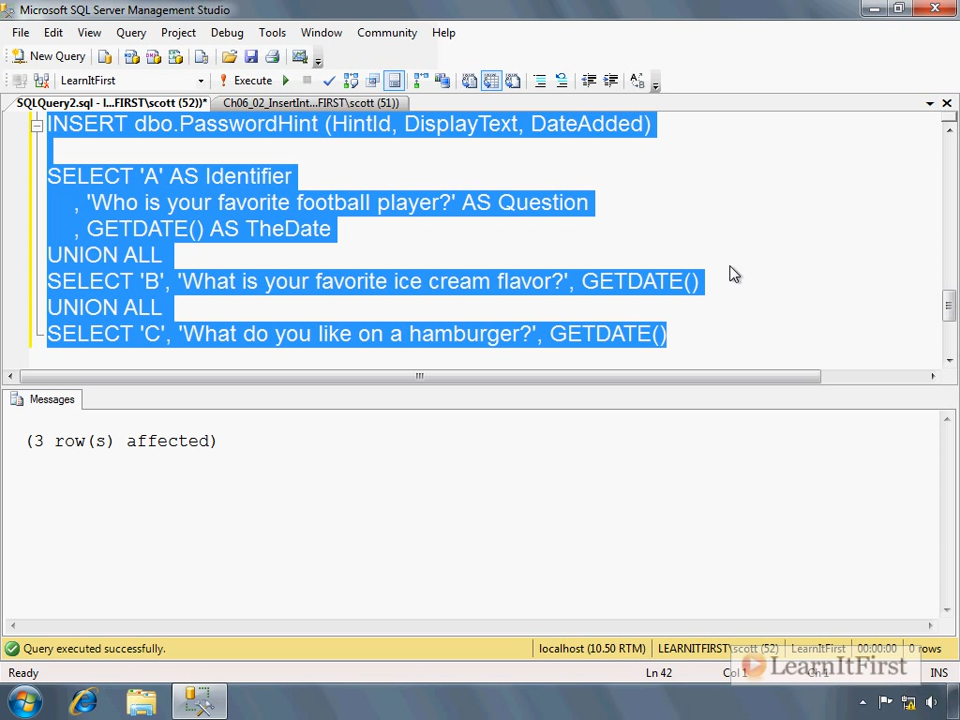 Microsoft SQL Server Management Studio
File Edit View Query Project Debug Tools Window Community Help
New Query
LearnItFirst Execute
SQLQuery2.sql - l...FIRST\scott (52))* Ch06_02_InsertInt...FIRST\scott (51))
INSERT dbo.PasswordHint (HintId, DisplayText, DateAdded)
SELECT 'A' AS Identifier
, 'Who is your favorite football player?' AS Question
, GETDATE() AS TheDate
UNION ALL
SELECT 'B', 'What is your favorite ice cream flavor?', GETDATE()
UNION ALL
SELECT 'C', 'What do you like on a hamburger?', GETDATE()
Messages
(3 row(s) affected)
Query executed successfully. localhost (10.50 RTM) LEARNITFIRST\scott (52) LearnItFirst 00:00:00 0 rows
Ready Ln 42 Col 1 Ch 1 INS
LearnItFirst